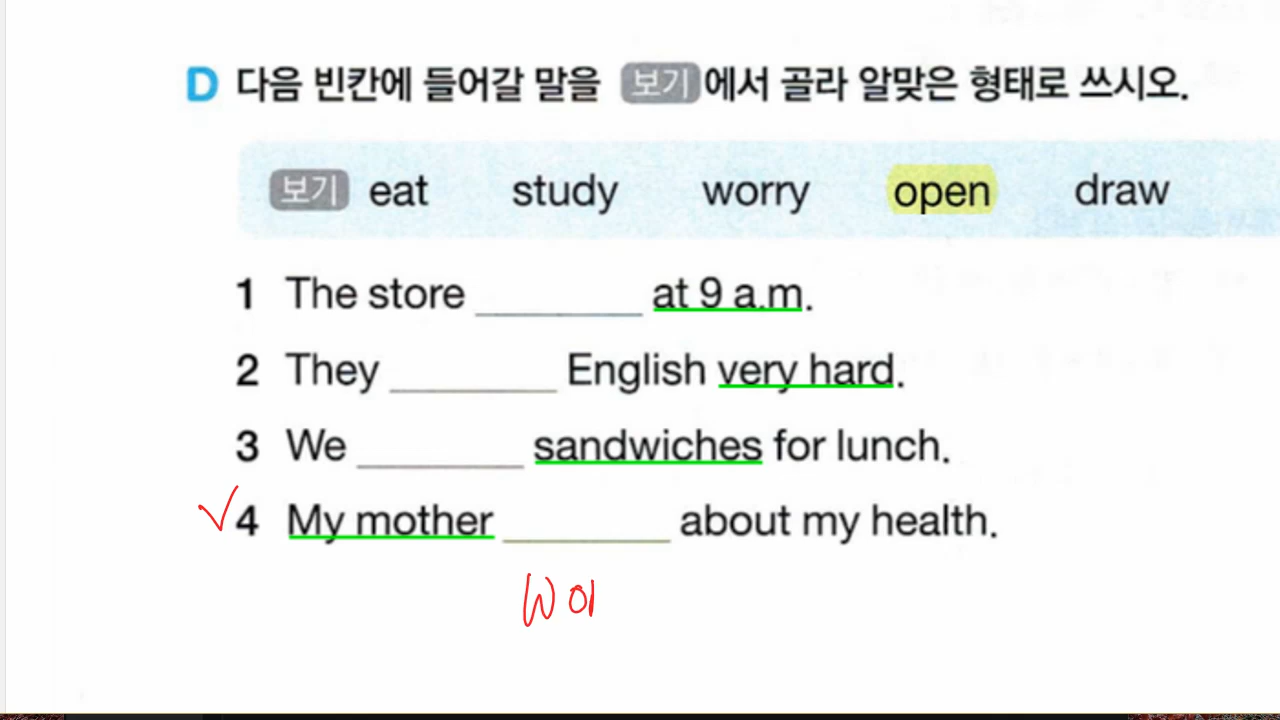 D 다음 빈칸에 들어갈 말을 보기 에서 골라 알맞은 형태로 쓰시오.
보기 eat study worry open draw
1 The store ________ at 9 a.m.
2 They ________ English very hard.
3 We ________ sandwiches for lunch.
4 My mother ________ about my health.
wor